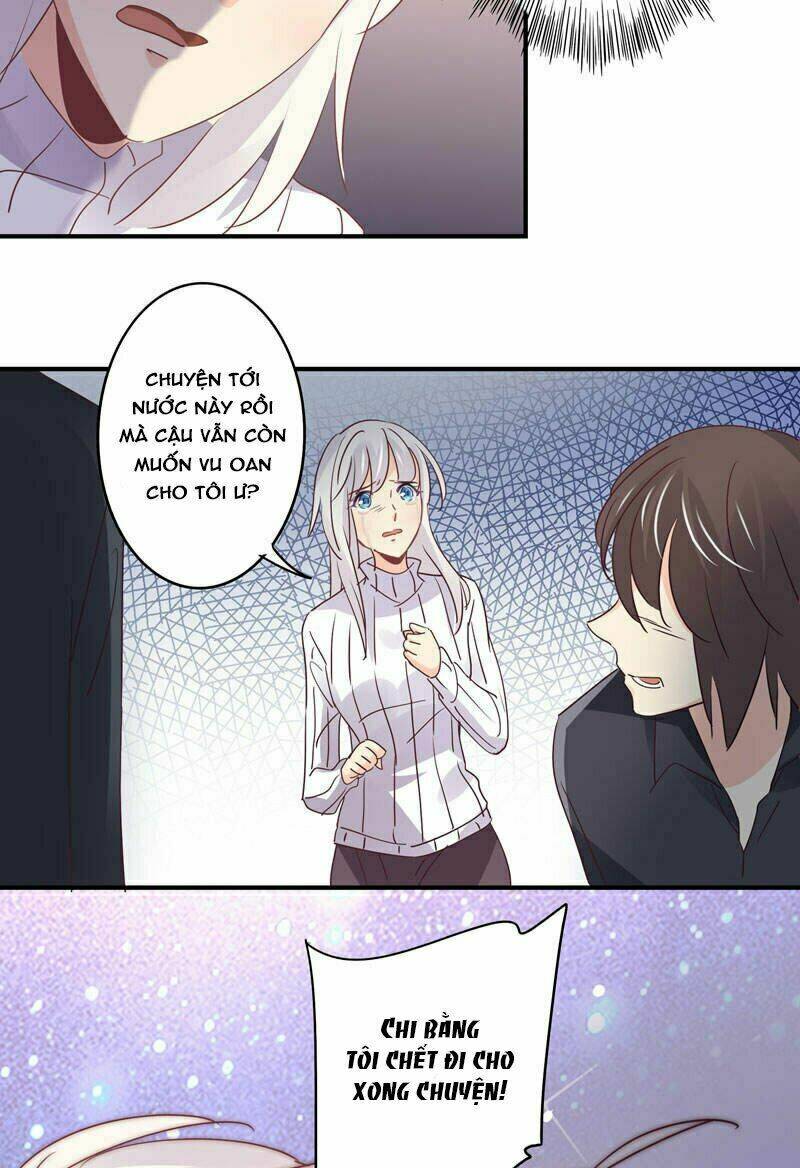 CHUYỆN TỚI
NƯỚC NÀY RỒI
MÀ CẬU VẪN CÒN
MUỐN VU OAN
CHO TÔI Ư?
CHI BẰNG
TÔI CHẾT ĐI CHO
XONG CHUYỆN!